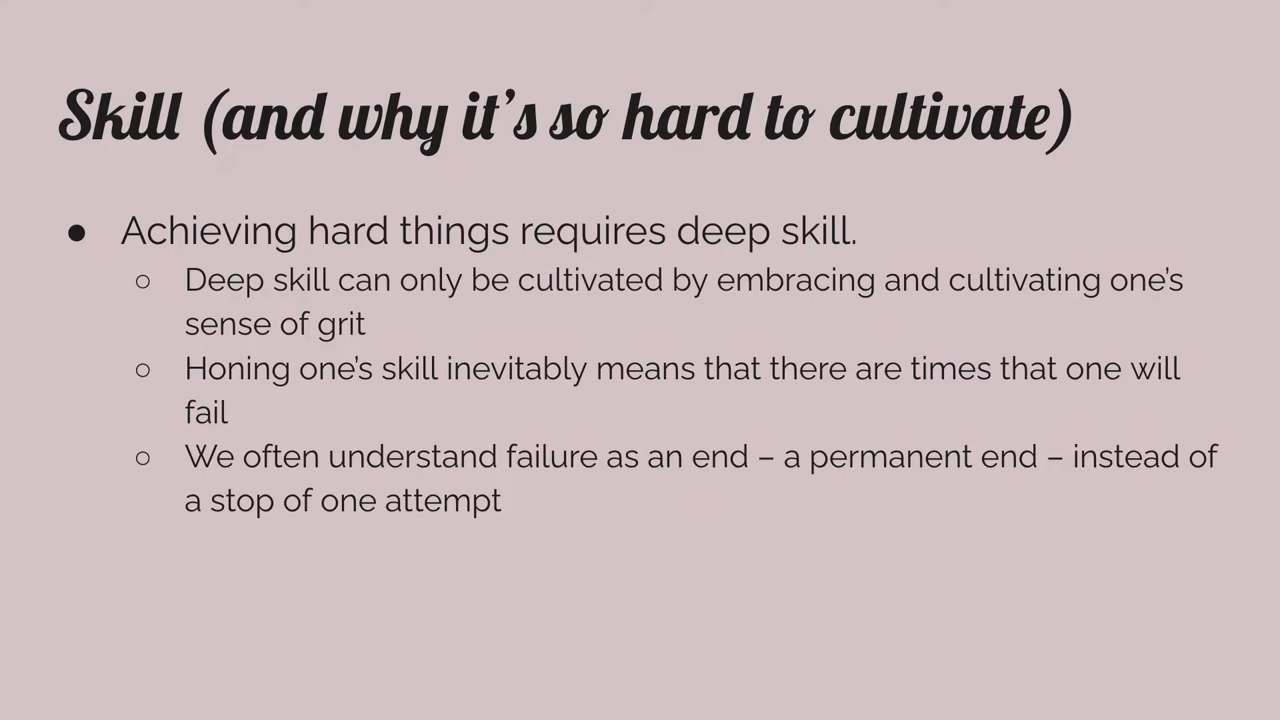 Skill (and why it’s so hard to cultivate)
● Achieving hard things requires deep skill.
○ Deep skill can only be cultivated by embracing and cultivating one’s
sense of grit
○ Honing one’s skill inevitably means that there are times that one will
fail
○ We often understand failure as an end – a permanent end – instead of
a stop of one attempt